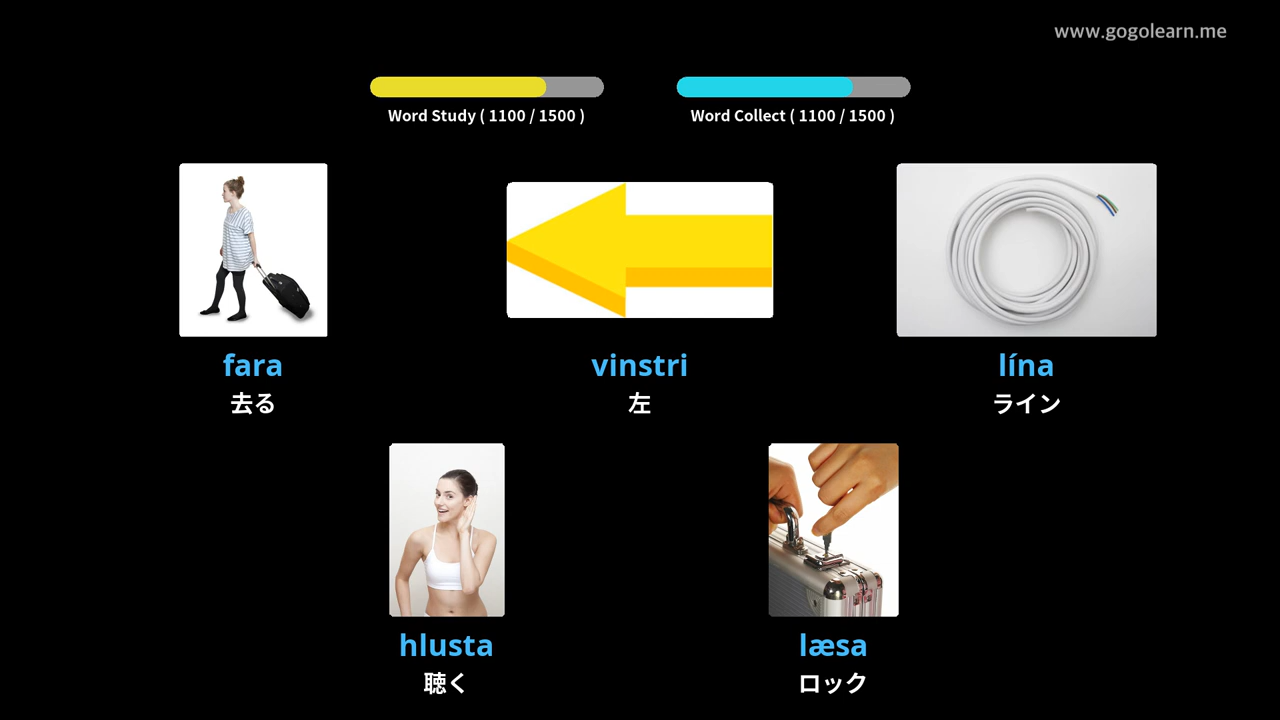 www.gogolearn.me
Word Study ( 1100 / 1500 )
Word Collect ( 1100 / 1500 )
fara
去る
vinstri
左
lína
ライン
hlusta
聴く
læsa
ロック